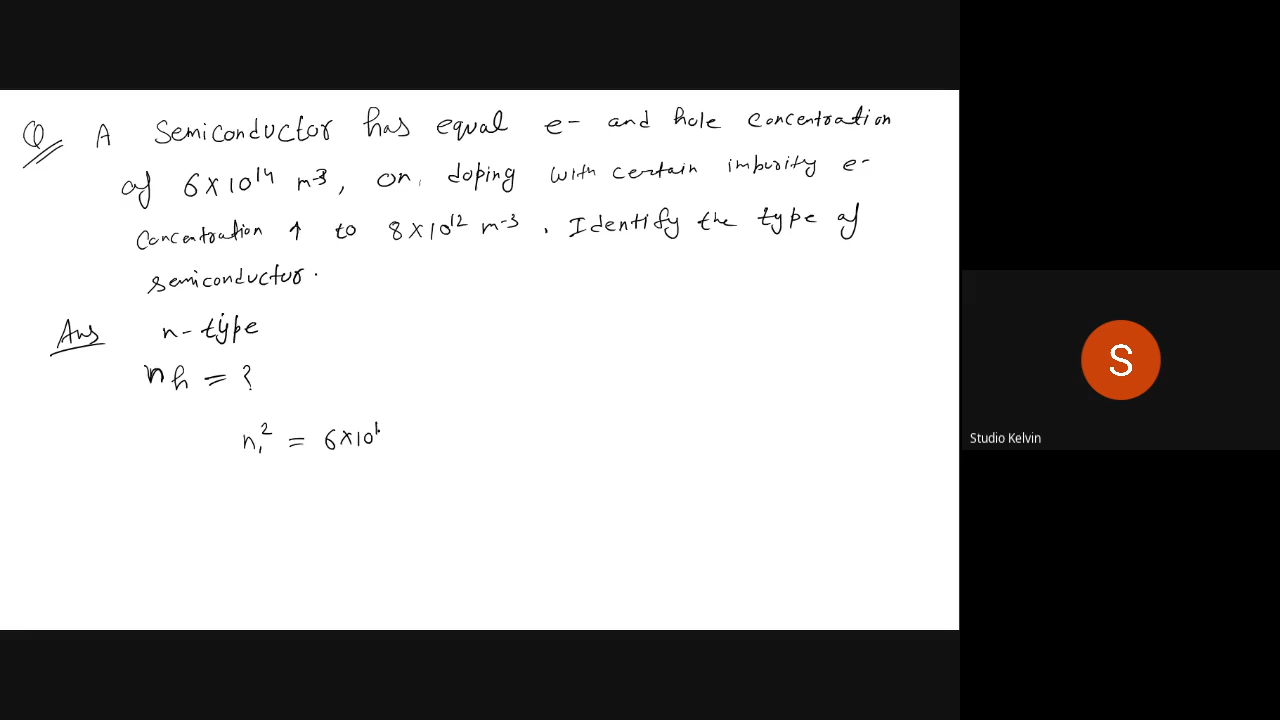 Q A Semiconductor has equal e- and hole concentration
of 6×10¹⁴ m⁻³, on doping with certain impurity e-
concentration ↑ to 8×10¹² m⁻³. Identify the type of
semiconductor.
Ans n-type
nh = ?
nᵢ² = 6×10¹
S
Studio Kelvin